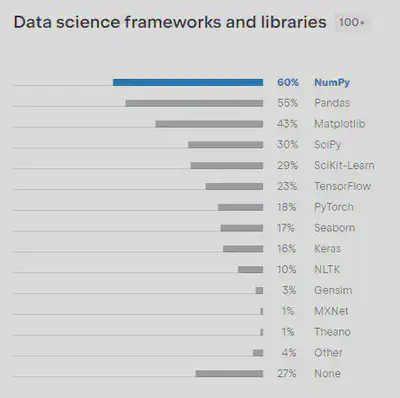 Data science frameworks and libraries 100+
60% NumPy
55% Pandas
43% Matplotlib
30% SciPy
29% SciKit-Learn
23% TensorFlow
18% PyTorch
17% Seaborn
16% Keras
10% NLTK
3% Gensim
1% MXNet
1% Theano
4% Other
27% None